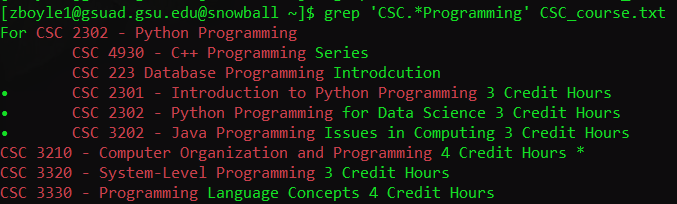 [zboyle1@gsuad.gsu.edu@snowball ~]$ grep 'CSC.*Programming' CSC_course.txt
For CSC 2302 - Python Programming
CSC 4930 - C++ Programming Series
CSC 223 Database Programming Introdcution
• CSC 2301 - Introduction to Python Programming 3 Credit Hours
• CSC 2302 - Python Programming for Data Science 3 Credit Hours
• CSC 3202 - Java Programming Issues in Computing 3 Credit Hours
CSC 3210 - Computer Organization and Programming 4 Credit Hours *
CSC 3320 - System-Level Programming 3 Credit Hours
CSC 3330 - Programming Language Concepts 4 Credit Hours